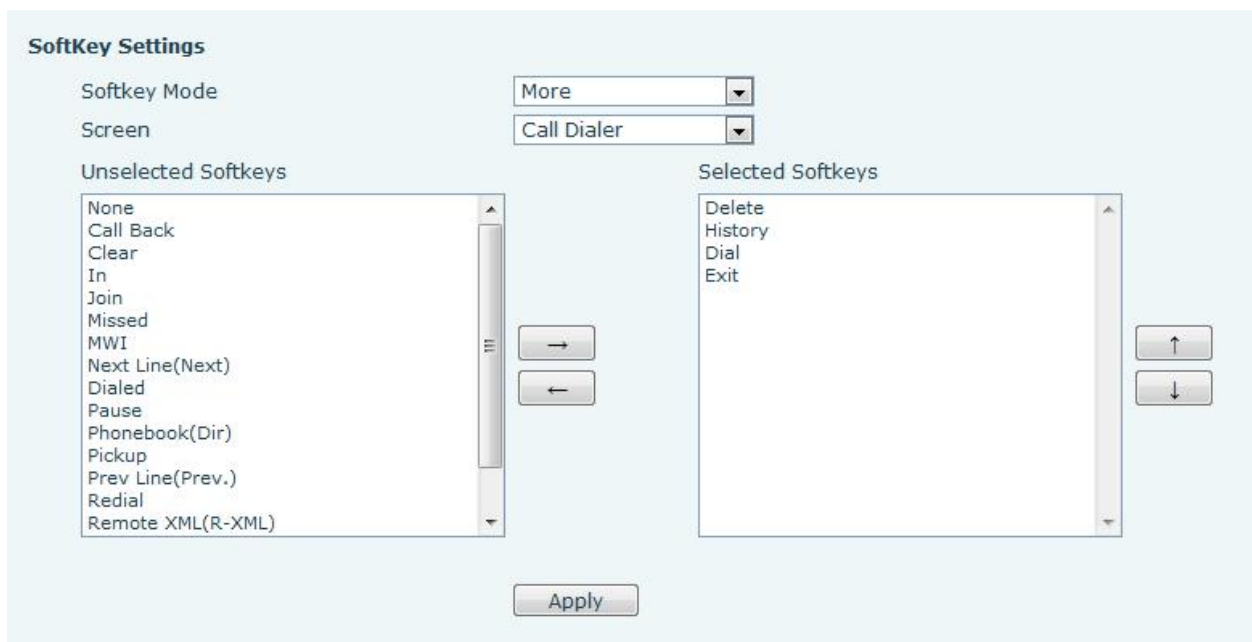 SoftKey Settings
Softkey Mode More
Screen Call Dialer
Unselected Softkeys Selected Softkeys
None
Call Back
Clear
In
Join
Missed
MWI
Next Line(Next)
Dialed
Pause
Phonebook(Dir)
Pickup
Prev Line(Prev.)
Redial
Remote XML(R-XML)
→
←
Delete
History
Dial
Exit
↑
↓
Apply